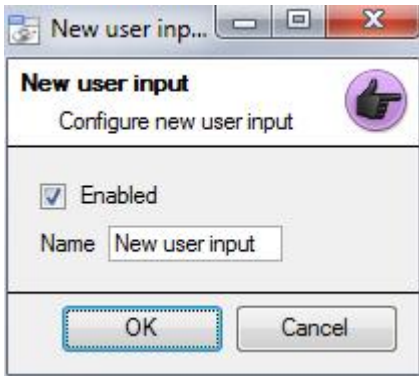 New user inp...
New user input
Configure new user input
Enabled
Name New user input
OK Cancel